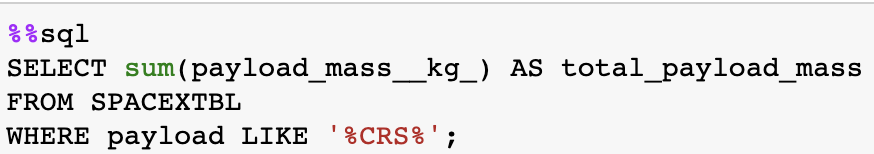 %%sql
SELECT sum(payload_mass__kg_) AS total_payload_mass
FROM SPACEXTBL
WHERE payload LIKE '%CRS%';